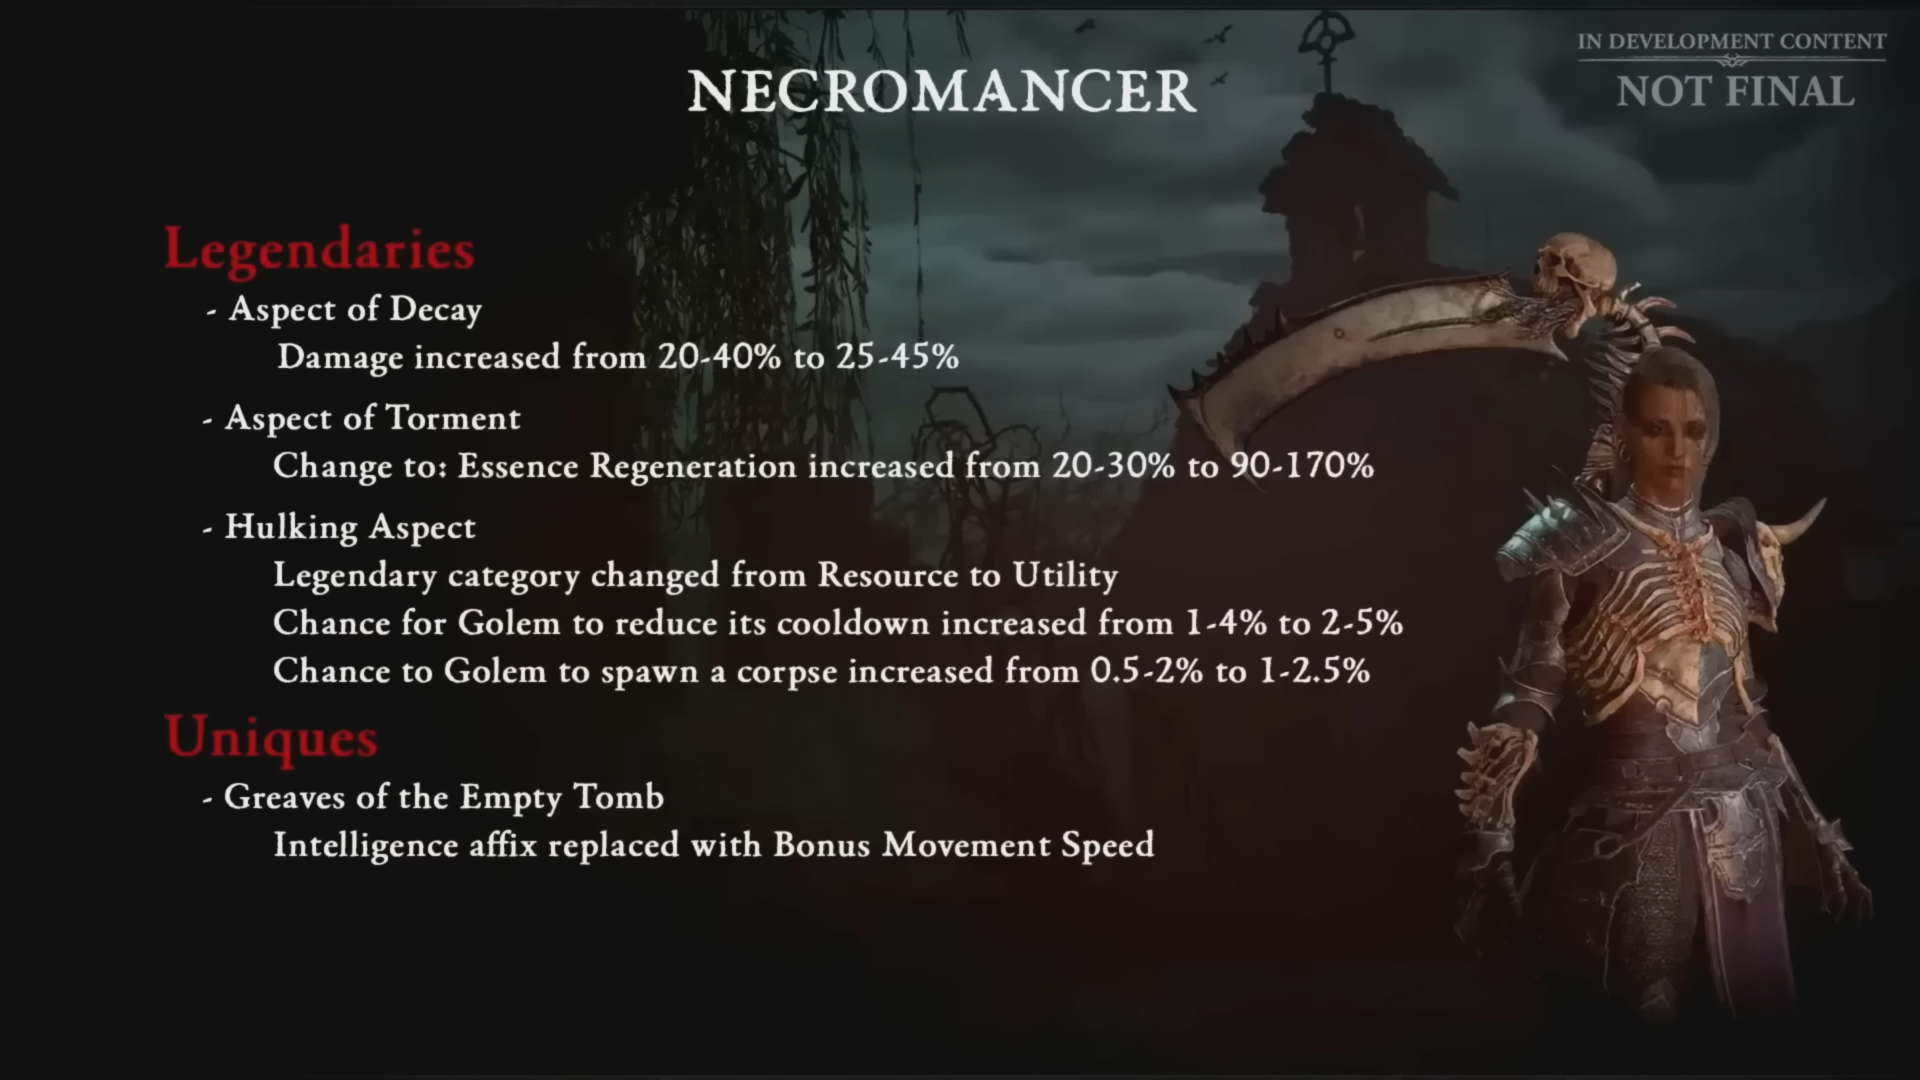 IN DEVELOPMENT CONTENT
NOT FINAL
NECROMANCER
Legendaries
- Aspect of Decay
Damage increased from 20-40% to 25-45%
- Aspect of Torment
Change to: Essence Regeneration increased from 20-30% to 90-170%
- Hulking Aspect
Legendary category changed from Resource to Utility
Chance for Golem to reduce its cooldown increased from 1-4% to 2-5%
Chance to Golem to spawn a corpse increased from 0.5-2% to 1-2.5%
Uniques
- Greaves of the Empty Tomb
Intelligence affix replaced with Bonus Movement Speed